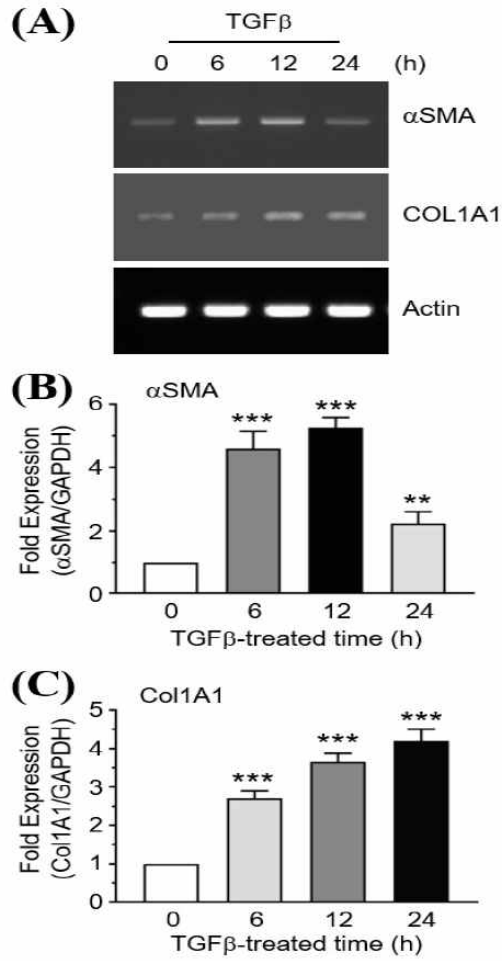 (A)
TGFβ
0 6 12 24 (h)
αSMA
COL1A1
Actin
(B)
αSMA
Fold Expression
(αSMA/GAPDH)
6
4
2
0
***
***
**
0 6 12 24
TGFβ-treated time (h)
(C)
Col1A1
Fold Expression
(Col1A1/GAPDH)
5
4
3
2
1
0
***
***
***
0 6 12 24
TGFβ-treated time (h)